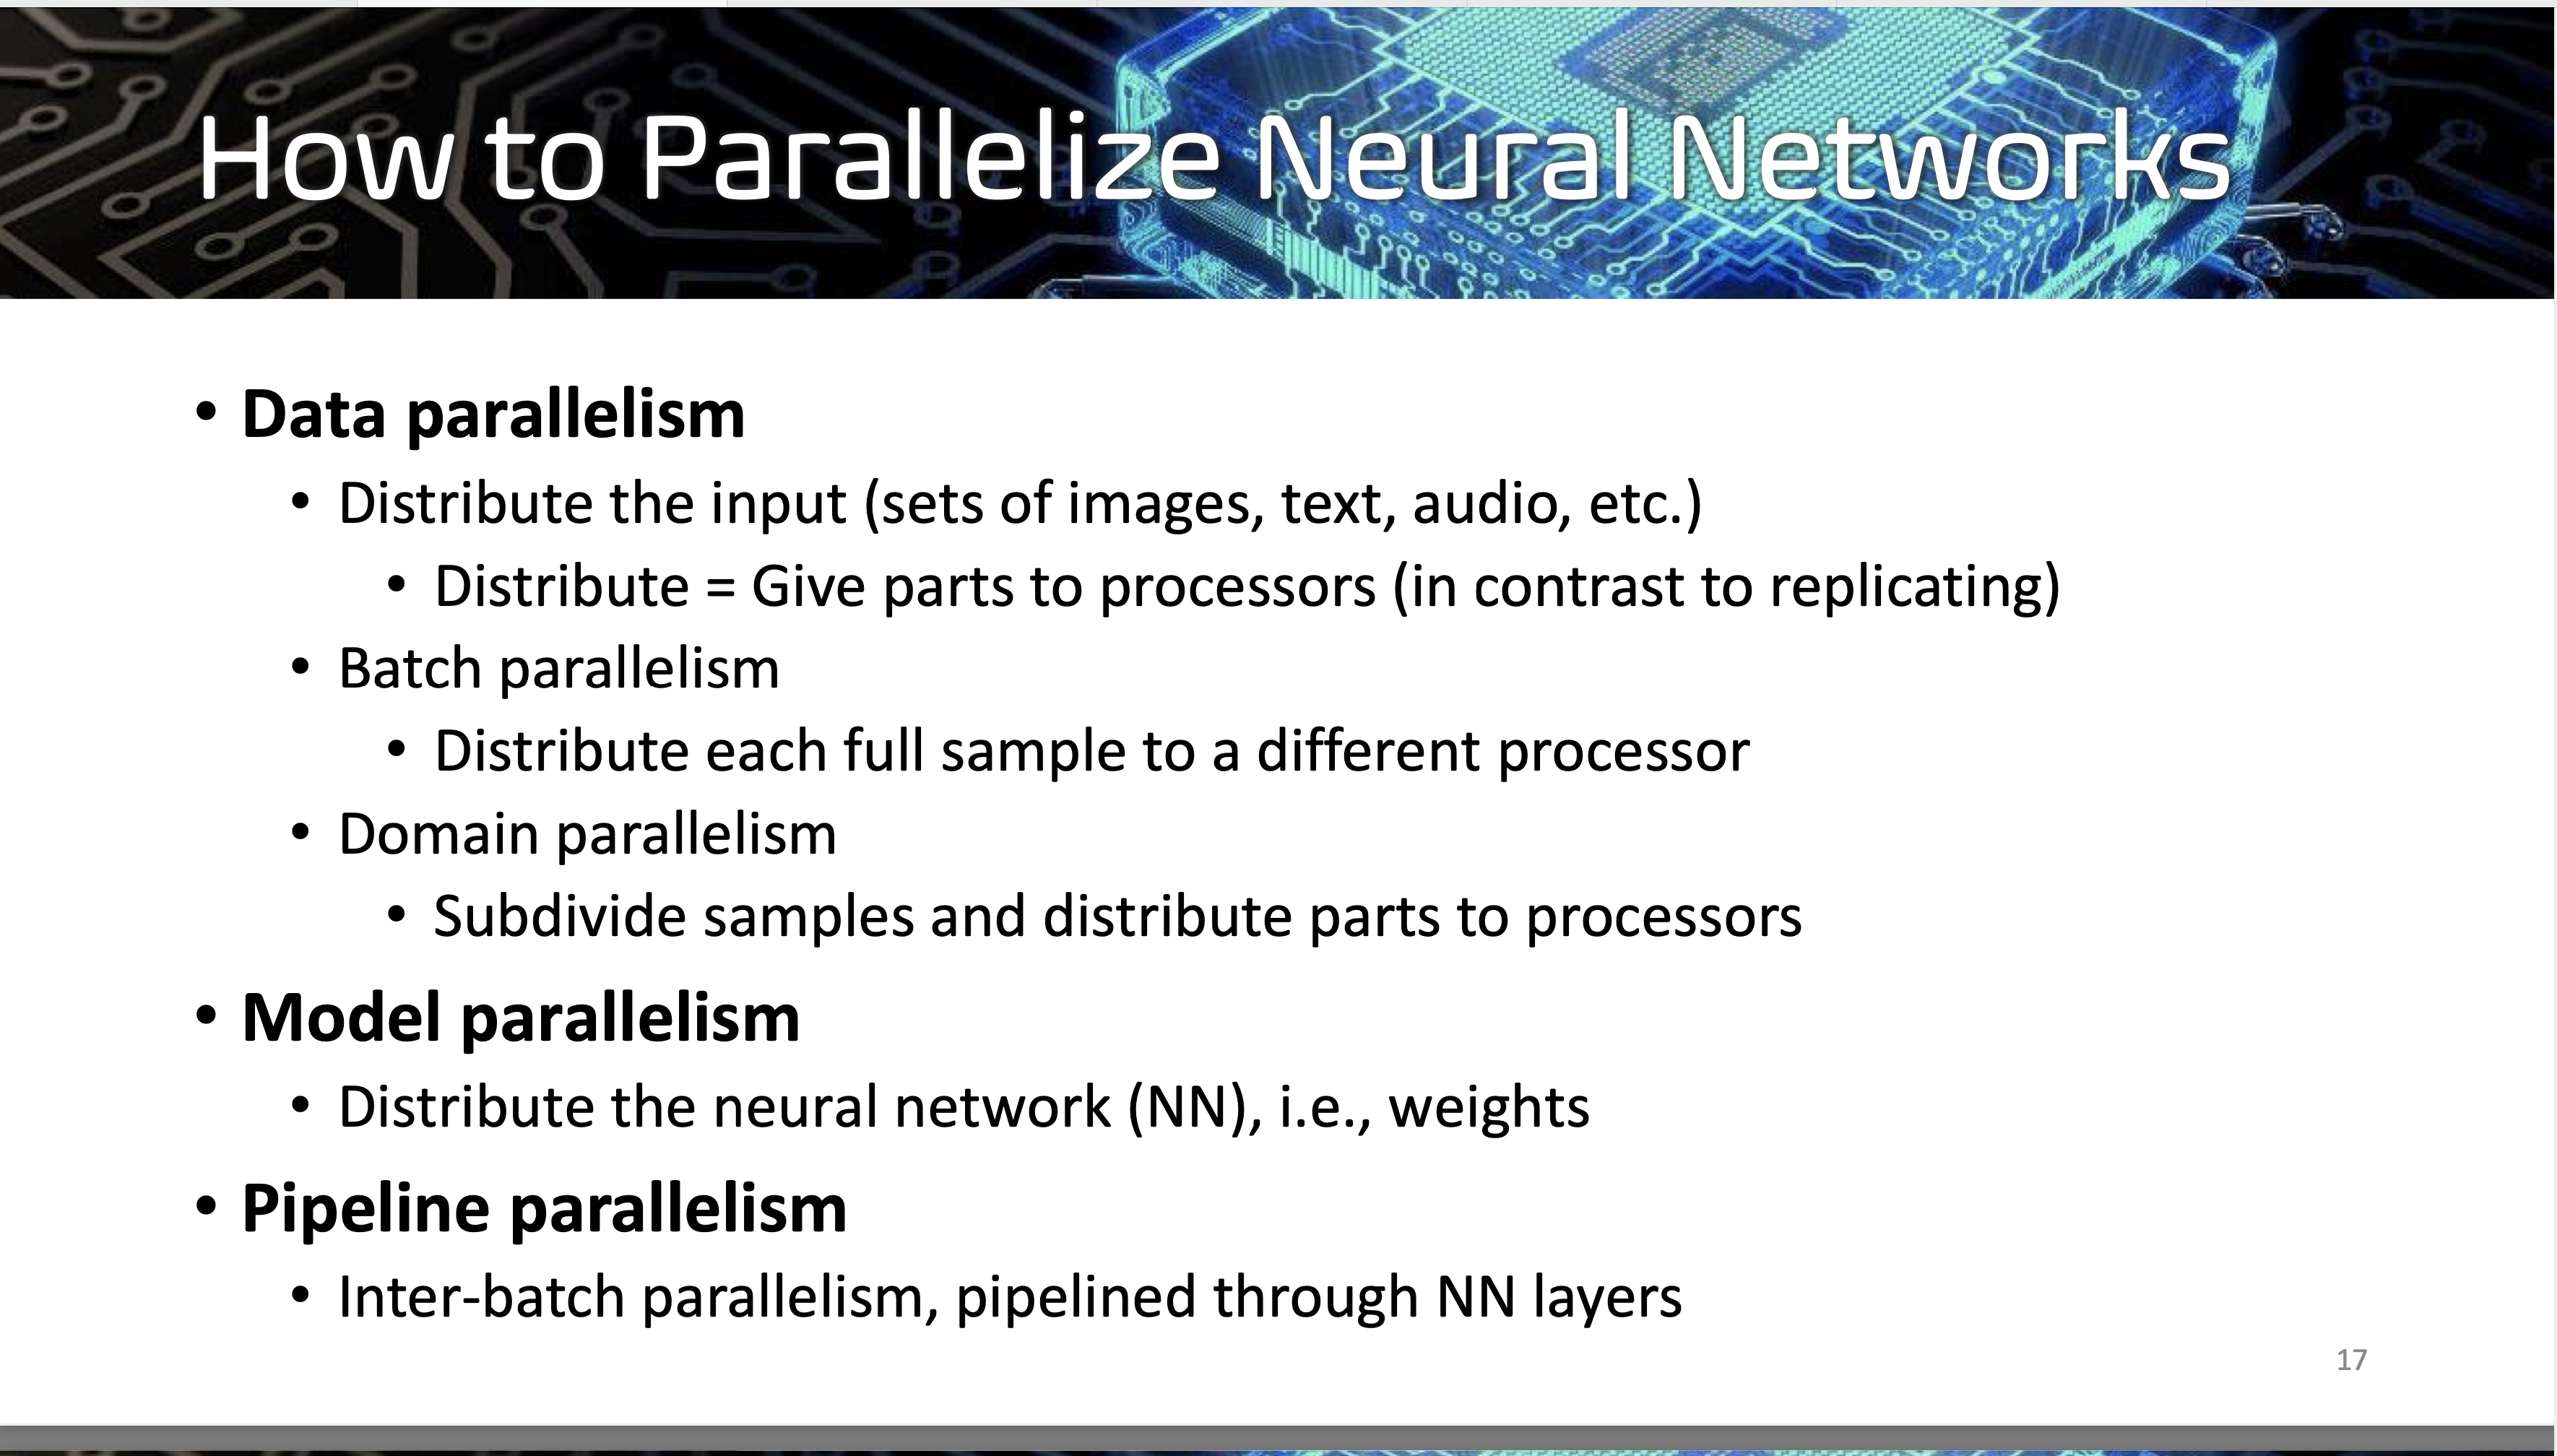 How to Parallelize Neural Networks
• Data parallelism
• Distribute the input (sets of images, text, audio, etc.)
• Distribute = Give parts to processors (in contrast to replicating)
• Batch parallelism
• Distribute each full sample to a different processor
• Domain parallelism
• Subdivide samples and distribute parts to processors
• Model parallelism
• Distribute the neural network (NN), i.e., weights
• Pipeline parallelism
• Inter-batch parallelism, pipelined through NN layers
17